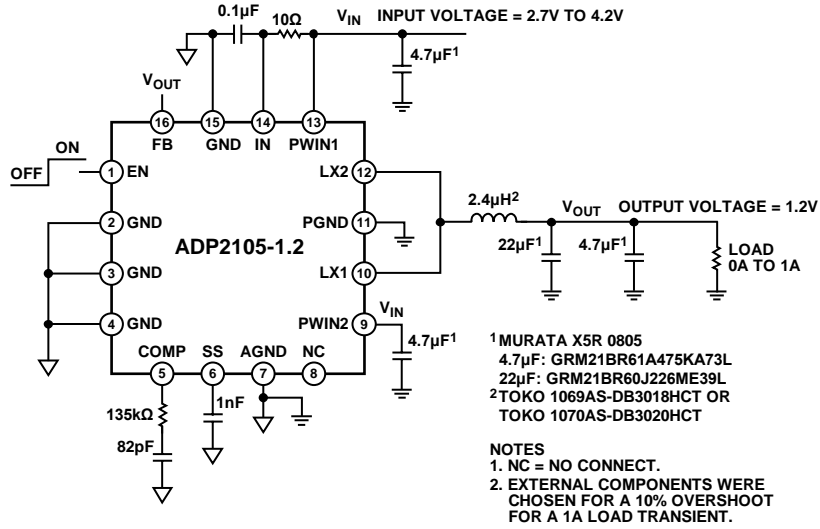 0.1µF
10Ω
VIN
INPUT VOLTAGE = 2.7V TO 4.2V
4.7µF1
VOUT
16
15
14
13
FB
GND
IN
PWIN1
ON
OFF
1
EN
LX2
12
2
GND
PGND
11
ADP2105-1.2
3
GND
LX1
10
4
GND
PWIN2
9
VIN
COMP
SS
AGND
NC
5
6
7
8
4.7µF1
135kΩ
1nF
82pF
2.4µH2
VOUT
OUTPUT VOLTAGE = 1.2V
22µF1
4.7µF1
LOAD
0A TO 1A
1 MURATA X5R 0805
4.7µF: GRM21BR61A475KA73L
22µF: GRM21BR60J226ME39L
2 TOKO 1069AS-DB3018HCT OR
TOKO 1070AS-DB3020HCT
NOTES
1. NC = NO CONNECT.
2. EXTERNAL COMPONENTS WERE
CHOSEN FOR A 10% OVERSHOOT
FOR A 1A LOAD TRANSIENT.